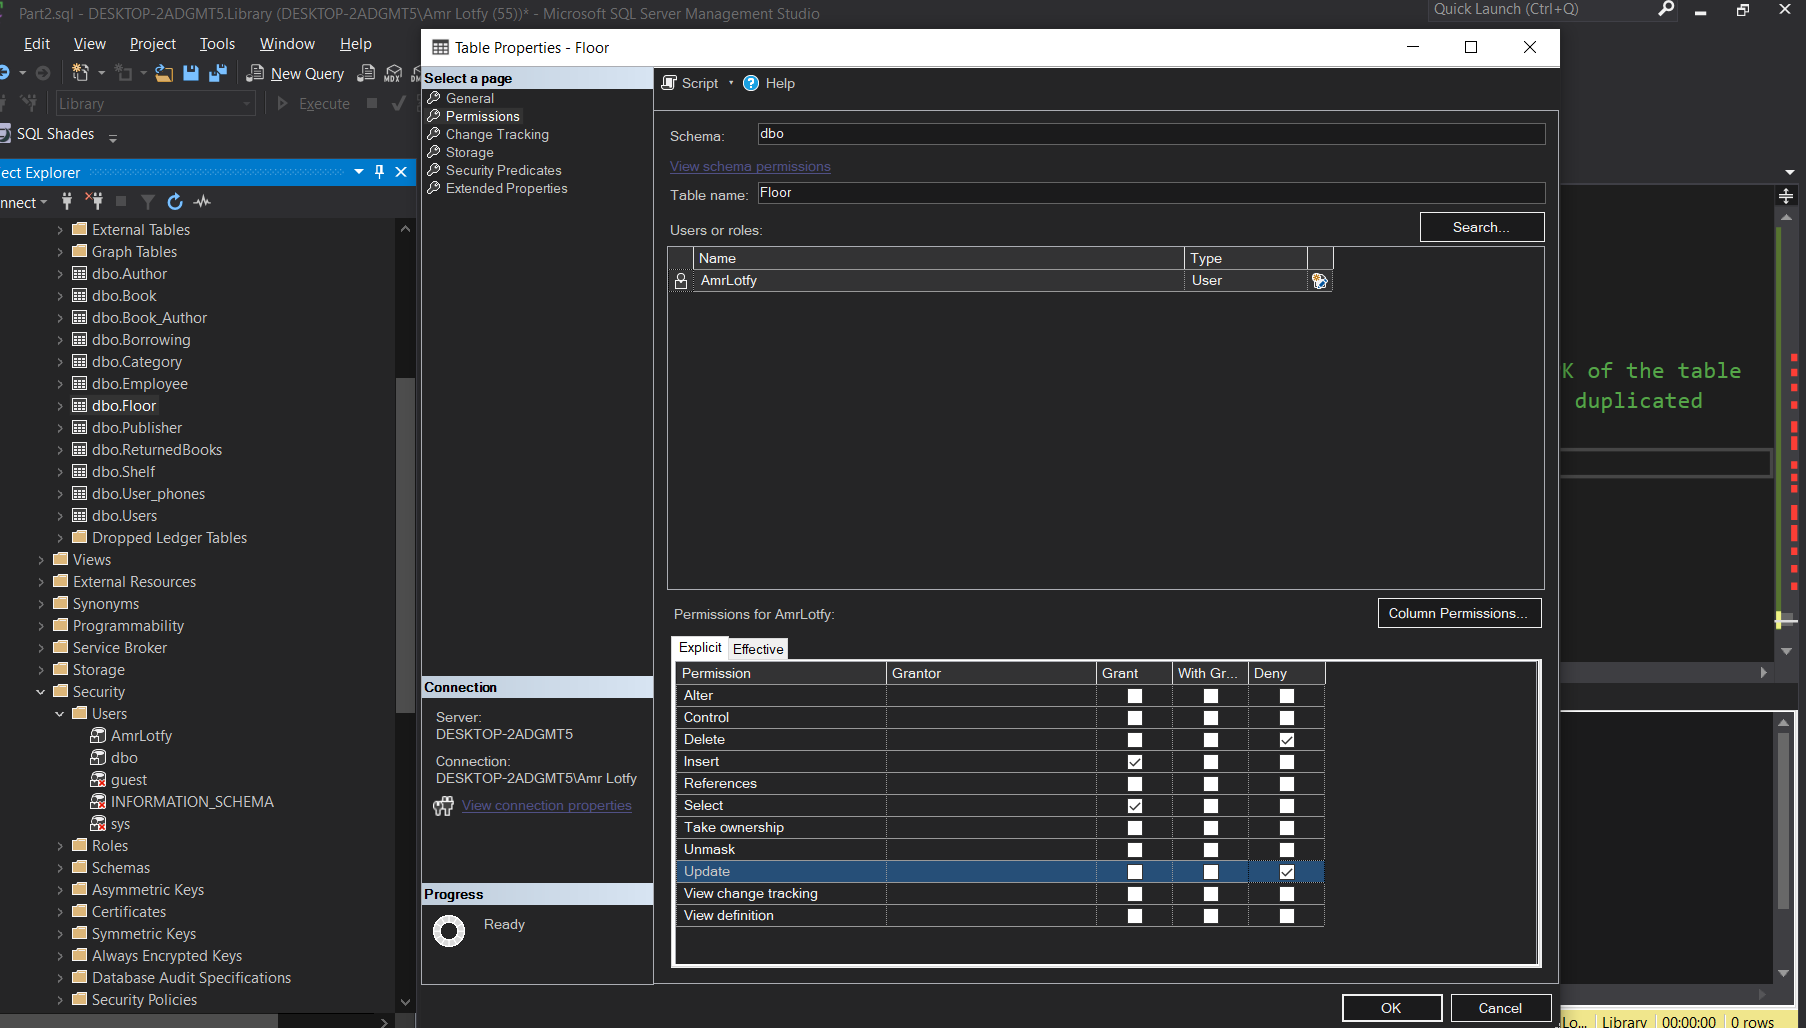 Part2.sql - DESKTOP-2ADGMT5.Library (DESKTOP-2ADGMT5\Amr Lotfy (55))* - Microsoft SQL Server Management Studio
Quick Launch (Ctrl+Q)
Edit View Project Tools Window Help
New Query
MDX
Library
Execute
SQL Shades
ect Explorer
nnect
External Tables
Graph Tables
dbo.Author
dbo.Book
dbo.Book_Author
dbo.Borrowing
dbo.Category
dbo.Employee
dbo.Floor
dbo.Publisher
dbo.ReturnedBooks
dbo.Shelf
dbo.User_phones
dbo.Users
Dropped Ledger Tables
Views
External Resources
Synonyms
Programmability
Service Broker
Storage
Security
Users
AmrLotfy
dbo
guest
INFORMATION_SCHEMA
sys
Roles
Schemas
Asymmetric Keys
Certificates
Symmetric Keys
Always Encrypted Keys
Database Audit Specifications
Security Policies
Table Properties - Floor
Select a page
General
Permissions
Change Tracking
Storage
Security Predicates
Extended Properties
Connection
Server:
DESKTOP-2ADGMT5
Connection:
DESKTOP-2ADGMT5\Amr Lotfy
View connection properties
Progress
Ready
Script Help
Schema: dbo
View schema permissions
Table name: Floor
Users or roles: Search...
Name Type
AmrLotfy User
Permissions for AmrLotfy: Column Permissions...
Explicit Effective
Permission Grantor Grant With Gr... Deny
Alter
Control
Delete
Insert
References
Select
Take ownership
Unmask
Update
View change tracking
View definition
OK Cancel
K of the table
duplicated
Lo... Library 00:00:00 0 rows